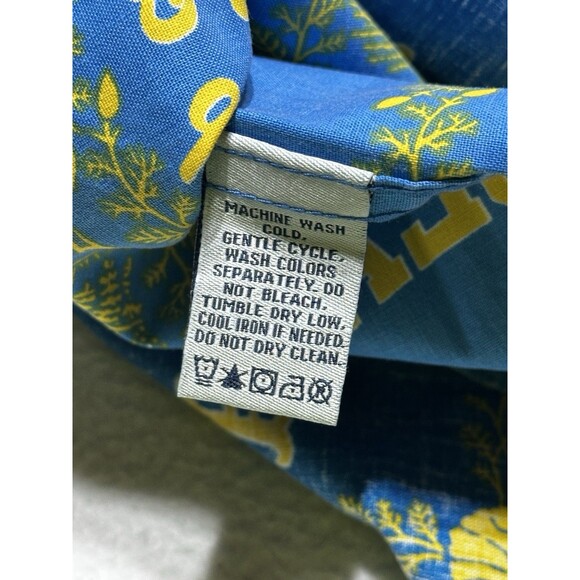 MACHINE WASH
COLD,
GENTLE CYCLE,
WASH COLORS
SEPARATELY. DO
NOT BLEACH.
TUMBLE DRY LOW,
COOL IRON IF NEEDED.
DO NOT DRY CLEAN.